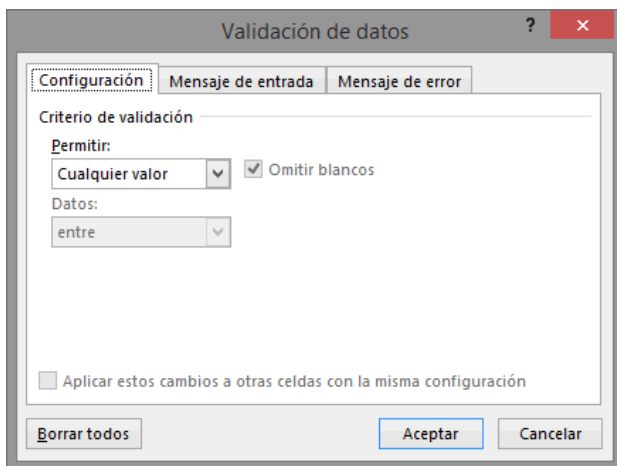 Validación de datos
?
Configuración
Mensaje de entrada
Mensaje de error
Criterio de validación
Permitir:
Cualquier valor
Omitir blancos
Datos:
entre
Aplicar estos cambios a otras celdas con la misma configuración
Borrar todos
Aceptar
Cancelar